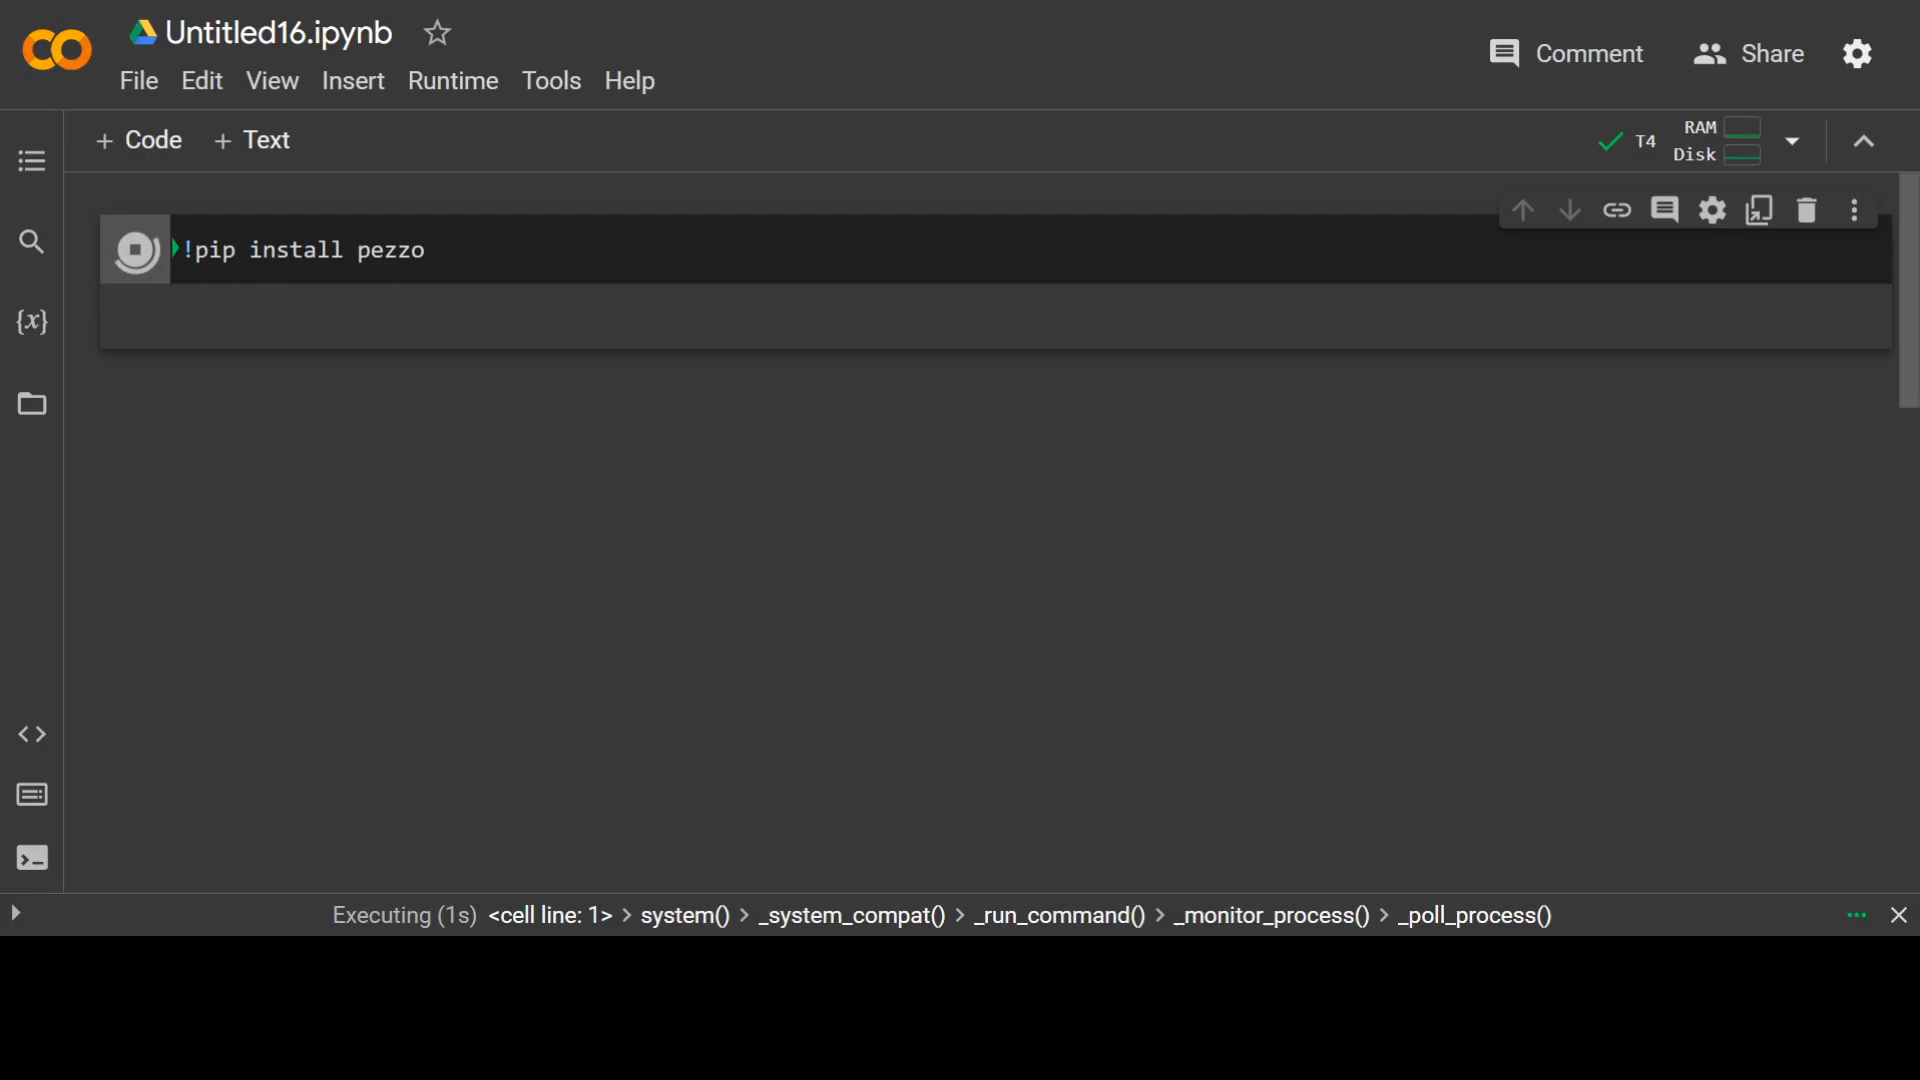 Untitled16.ipynb
File Edit View Insert Runtime Tools Help
Comment Share
+ Code + Text
T4 RAM Disk
{x}
!pip install pezzo
Executing (1s) <cell line: 1> > system() > _system_compat() > _run_command() > _monitor_process() > _poll_process()